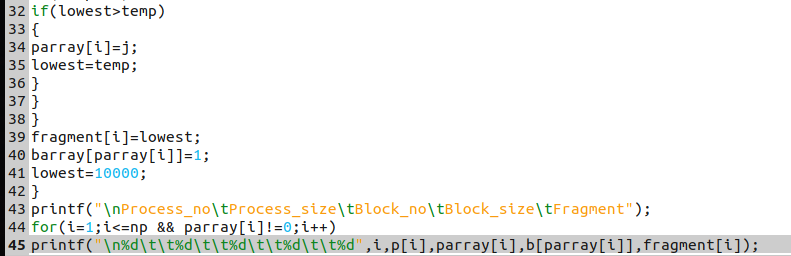 32 if(lowest>temp)
33 {
34 parray[i]=j;
35 lowest=temp;
36 }
37 }
38 }
39 fragment[i]=lowest;
40 barray[parray[i]]=1;
41 lowest=10000;
42 }
43 printf("\nProcess_no\tProcess_size\tBlock_no\tBlock_size\tFragment");
44 for(i=1;i<=np && parray[i]!=0;i++)
45 printf("\n%d\t\t%d\t\t%d\t\t%d\t\t%d",i,p[i],parray[i],b[parray[i]],fragment[i]);